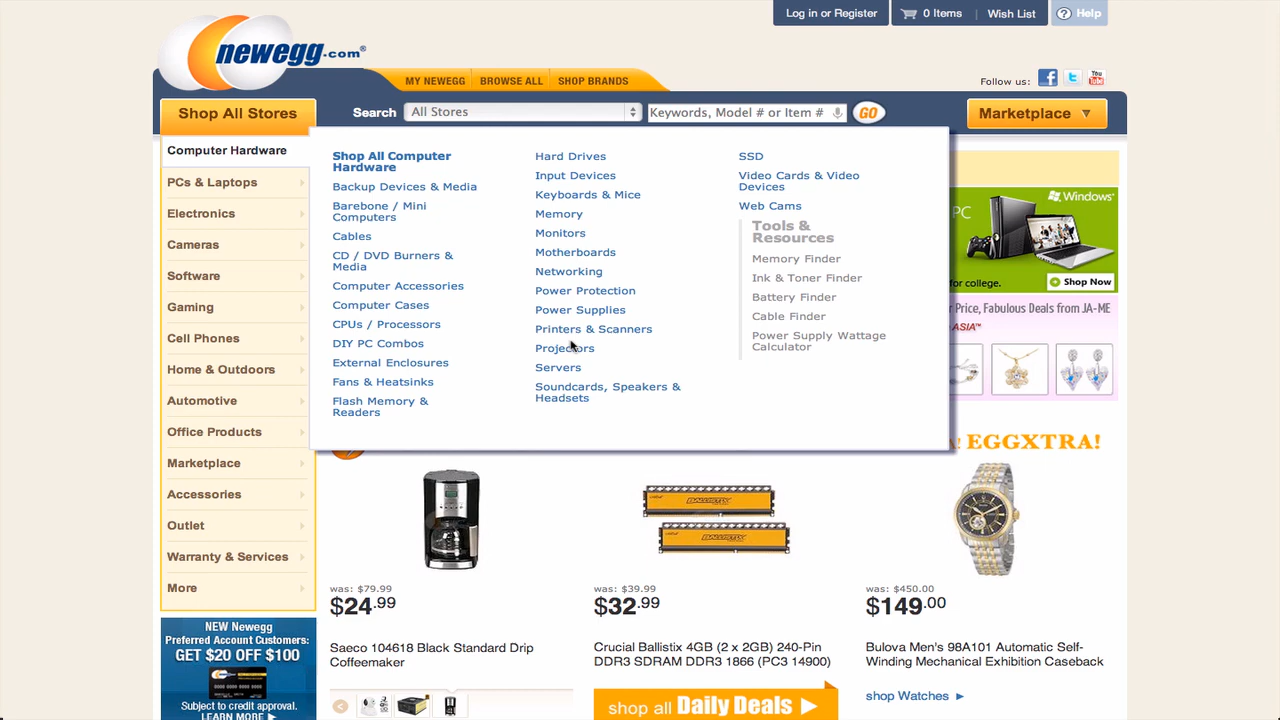 Log in or Register
0 Items
Wish List
Help
newegg.com
MY NEWEGG
BROWSE ALL
SHOP BRANDS
Follow us:
You
Tube
Shop All Stores
Search
All Stores
Keywords, Model # or Item #
GO
Marketplace
Computer Hardware
PCs & Laptops
Electronics
Cameras
Software
Gaming
Cell Phones
Home & Outdoors
Automotive
Office Products
Marketplace
Accessories
Outlet
Warranty & Services
More
Shop All Computer
Hardware
Backup Devices & Media
Barebone / Mini
Computers
Cables
CD / DVD Burners &
Media
Computer Accessories
Computer Cases
CPUs / Processors
DIY PC Combos
External Enclosures
Fans & Heatsinks
Flash Memory &
Readers
Hard Drives
Input Devices
Keyboards & Mice
Memory
Monitors
Motherboards
Networking
Power Protection
Power Supplies
Printers & Scanners
Projectors
Servers
Soundcards, Speakers &
Headsets
SSD
Video Cards & Video
Devices
Web Cams
Tools &
Resources
Memory Finder
Ink & Toner Finder
Battery Finder
Cable Finder
Power Supply Wattage
Calculator
PC
Windows
for college.
Shop Now
Price, Fabulous Deals from JA-ME
ASIA"
! EGGXTRA!
was: $79.99
$24.99
Saeco 104618 Black Standard Drip
Coffeemaker
BALLISTIX
BALLISTIX
was: $39.99
$32.99
Crucial Ballistix 4GB (2 x 2GB) 240-Pin
DDR3 SDRAM DDR3 1866 (PC3 14900)
shop all Daily Deals
was: $450.00
$149.00
Bulova Men's 98A101 Automatic Self-
Winding Mechanical Exhibition Caseback
shop Watches
NEW Newegg
Preferred Account Customers:
GET $20 OFF $100
Subject to credit approval.
LEARN MORE